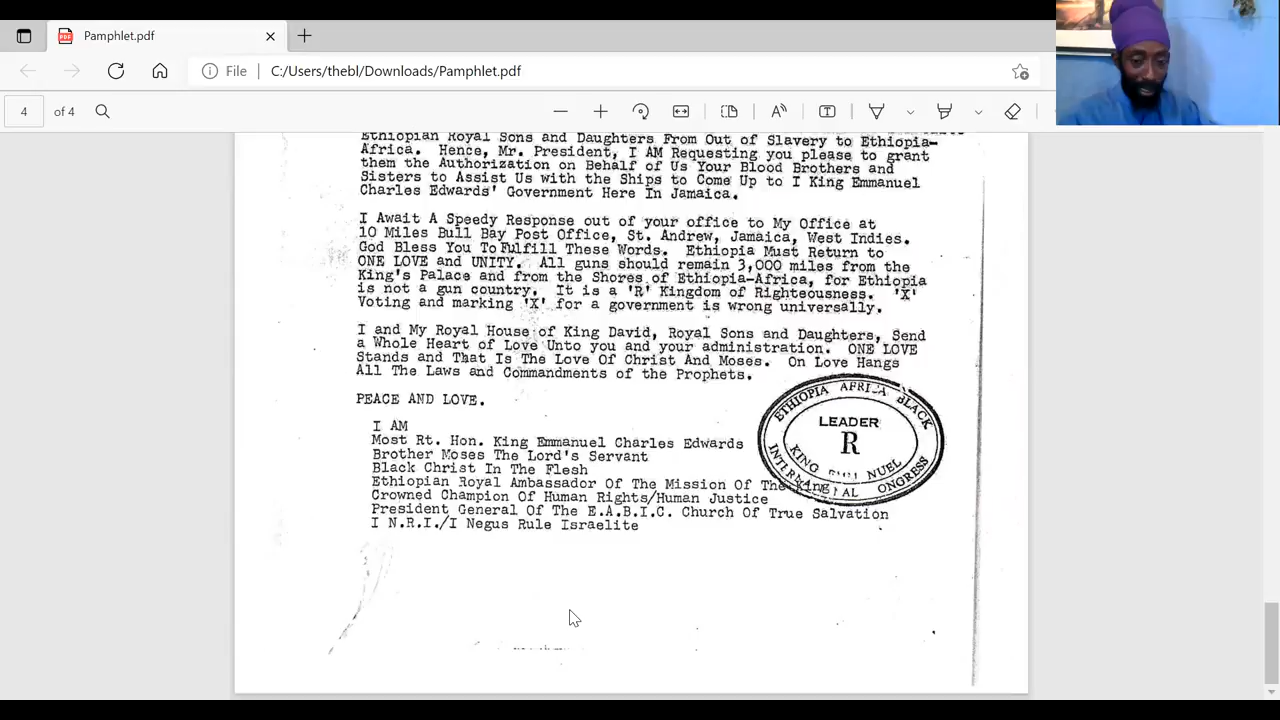 Pamphlet.pdf
File
C:/Users/thebl/Downloads/Pamphlet.pdf
4 of 4
Ethiopian Royal Sons and Daughters From Out of Slavery to Ethiopia-
Africa. Hence, Mr. President, I AM Requesting you please to grant
them the Authorization on Behalf of Us Your Blood Brothers and
Sisters to Assist Us with the Ships to Come Up to I King Emmanuel
Charles Edwards' Government Here In Jamaica.
I Await A Speedy Response out of your office to My Office at
10 Miles Bull Bay Post Office, St. Andrew, Jamaica, West Indies.
God Bless You To Fulfill These Words. Ethiopia Must Return to
ONE LOVE and UNITY. All guns should remain 3,000 miles from the
King's Palace and from the Shores of Ethiopia-Africa, for Ethiopia
is not a gun country. It is a 'R' Kingdom of Righteousness. 'X'
Voting and marking 'X' for a government is wrong universally.
I and My Royal House of King David, Royal Sons and Daughters, Send
a Whole Heart of Love Unto you and your administration. ONE LOVE
Stands and That Is The Love Of Christ And Moses. On Love Hangs
All The Laws and Commandments of the Prophets.
PEACE AND LOVE.
I AM
Most Rt. Hon. King Emmanuel Charles Edwards
Brother Moses The Lord's Servant
Black Christ In The Flesh
Ethiopian Royal Ambassador Of The Mission Of The King
Crowned Champion Of Human Rights/Human Justice
President General Of The E.A.B.I.C. Church Of True Salvation
I N.R.I./I Negus Rule Israelite
ETHIOPIA AFRICA BLACK
LEADER
R
KING